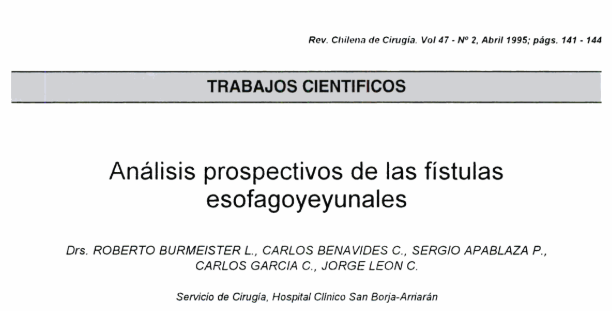 Rev. Chilena de Cirugía. Vol 47 - Nº 2, Abril 1995; págs. 141 - 144
TRABAJOS CIENTIFICOS
Análisis prospectivos de las fístulas
esofagoyeyunales
Drs. ROBERTO BURMEISTER L., CARLOS BENAVIDES C., SERGIO APABLAZA P.,
CARLOS GARCIA C., JORGE LEON C.
Servicio de Cirugía, Hospital Clínico San Borja-Arriarán